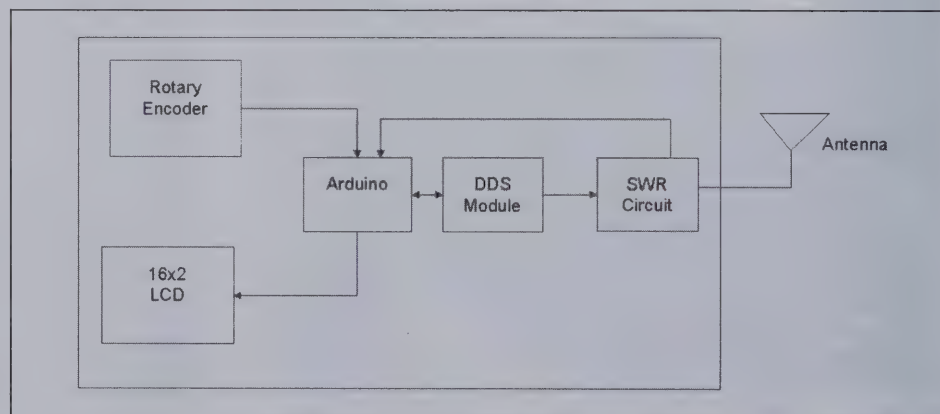 Rotary
Encoder
Arduino
DDS
Module
SWR
Circuit
Antenna
16x2
LCD